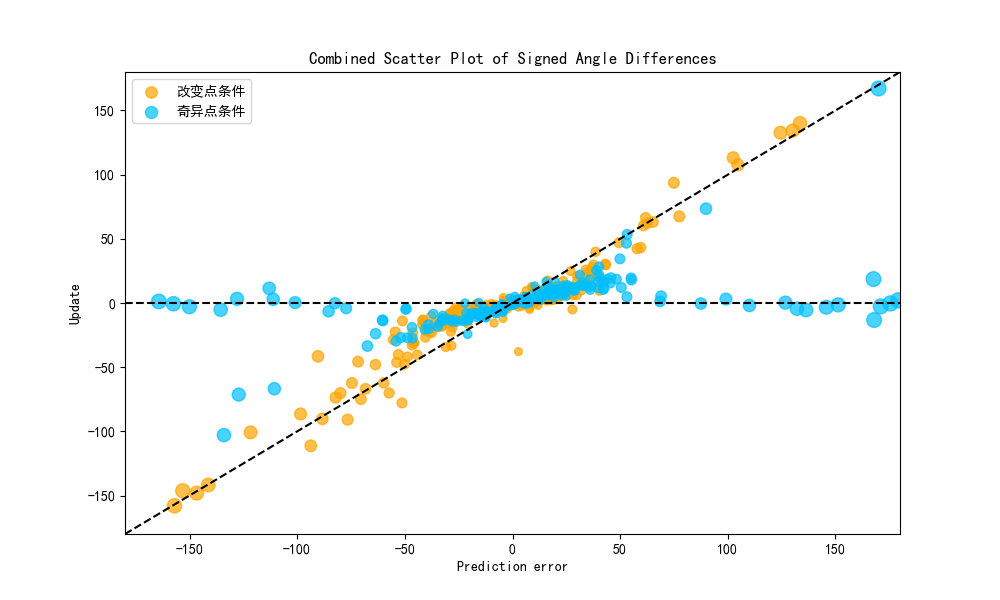 Combined Scatter Plot of Signed Angle Differences
改变点条件
奇异点条件
Update
150
100
50
0
−50
−100
−150
−150
−100
−50
0
50
100
150
Prediction error